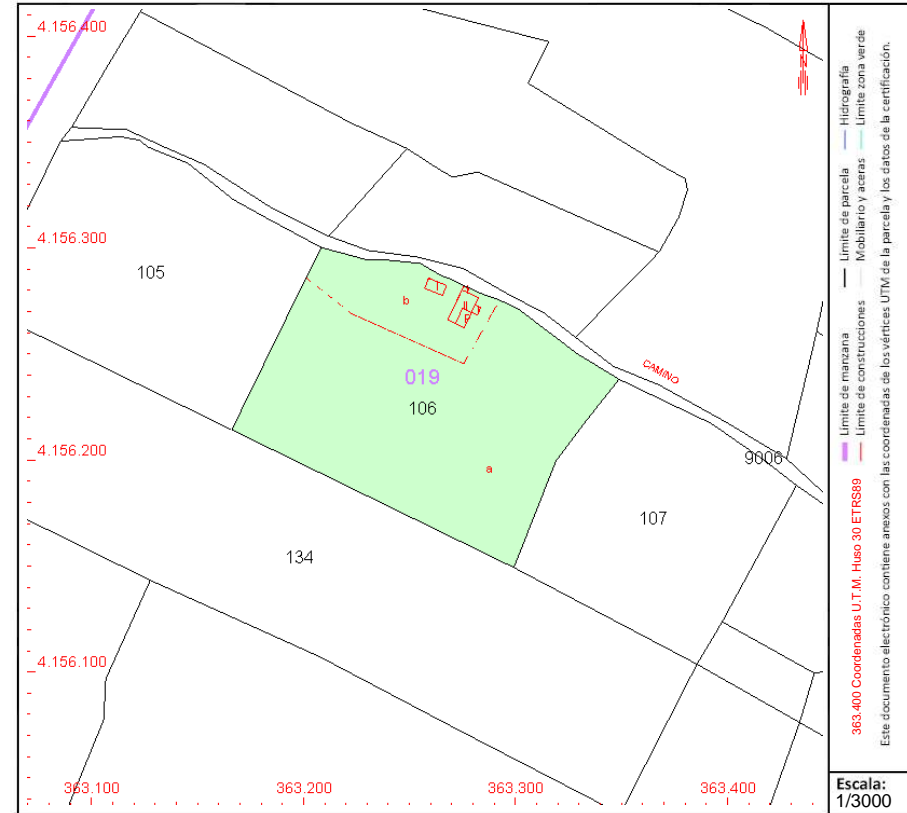 4.156.400
4.156.300
105
b
I
I
II
P
019
106
CAMINO
4.156.200
9006
a
107
134
4.156.100
363.100
363.200
363.300
363.400
N
Límite de manzana
Límite de parcela
Hidrografía
Límite de construcciones
Mobiliario y aceras
Límite zona verde
363.400 Coordenadas U.T.M. Huso 30 ETRS89
Este documento electrónico contiene anexos con las coordenadas de los vértices UTM de la parcela y los datos de la certificación.
Escala:
1/3000